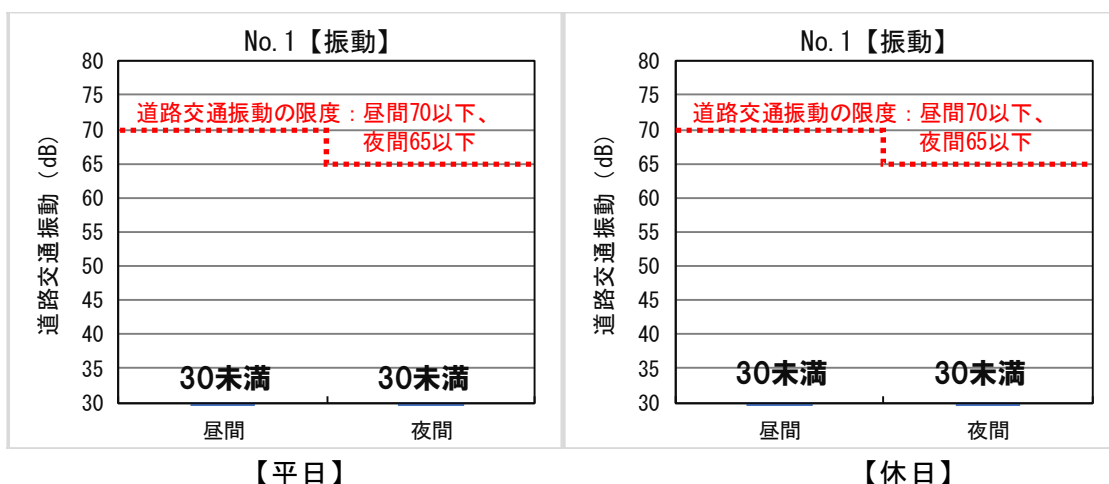 No.1【振動】
道路交通振動（dB）
80
75
70
65
60
55
50
45
40
35
30
道路交通振動の限度：昼間70以下、
夜間65以下
30未満 30未満
昼間 夜間
【平日】
No.1【振動】
道路交通振動（dB）
80
75
70
65
60
55
50
45
40
35
30
道路交通振動の限度：昼間70以下、
夜間65以下
30未満 30未満
昼間 夜間
【休日】